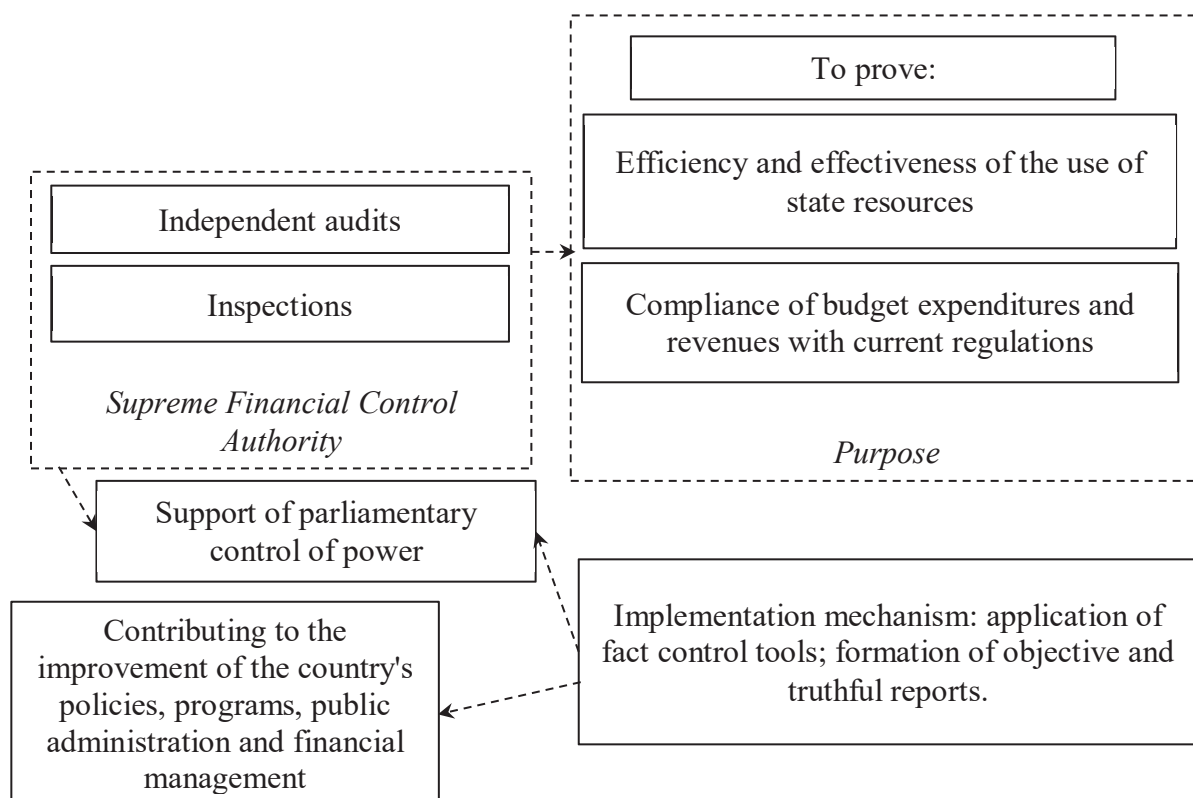 To prove:
Efficiency and effectiveness of the use of
state resources
Compliance of budget expenditures and
revenues with current regulations
Purpose
Independent audits
Inspections
Supreme Financial Control
Authority
Support of parliamentary
control of power
Contributing to the
improvement of the country's
policies, programs, public
administration and financial
management
Implementation mechanism: application of
fact control tools; formation of objective and
truthful reports.